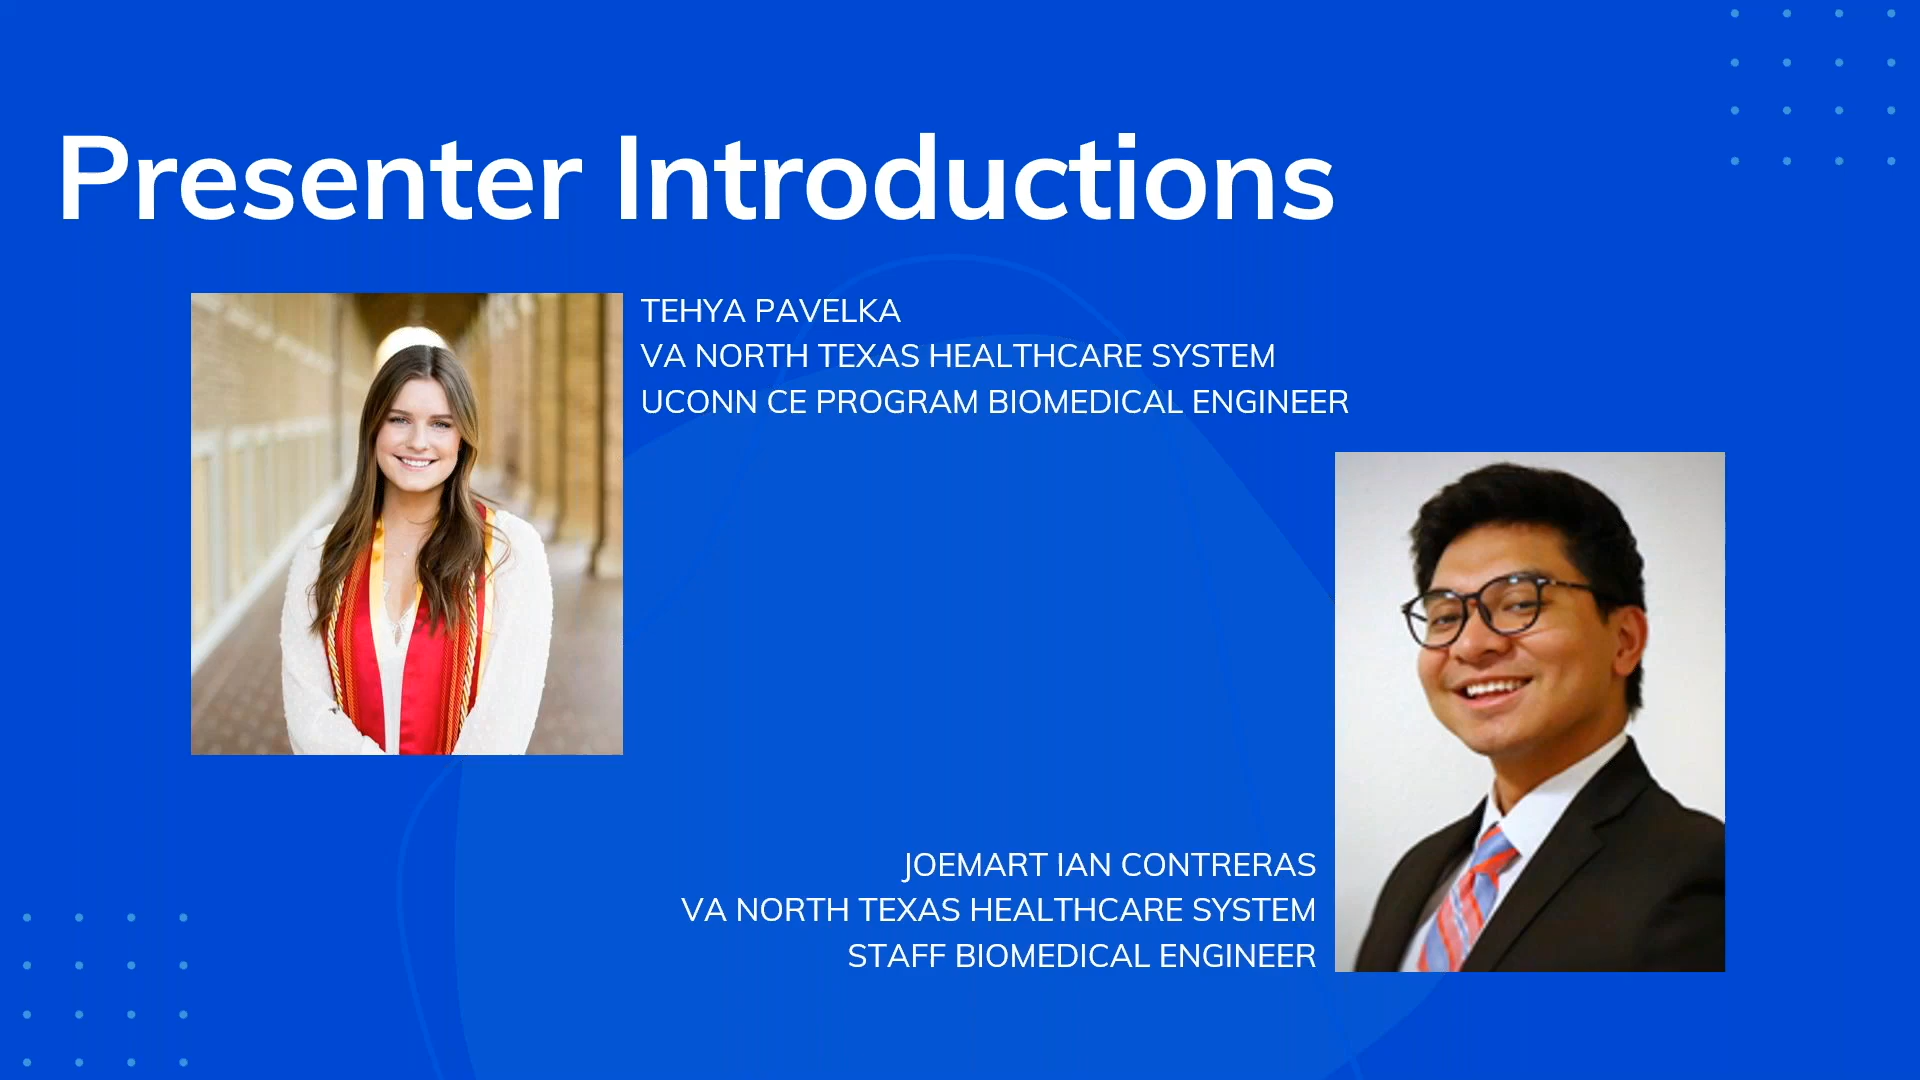 Presenter Introductions
TEHYA PAVELKA
VA NORTH TEXAS HEALTHCARE SYSTEM
UCONN CE PROGRAM BIOMEDICAL ENGINEER
JOEMART IAN CONTRERAS
VA NORTH TEXAS HEALTHCARE SYSTEM
STAFF BIOMEDICAL ENGINEER